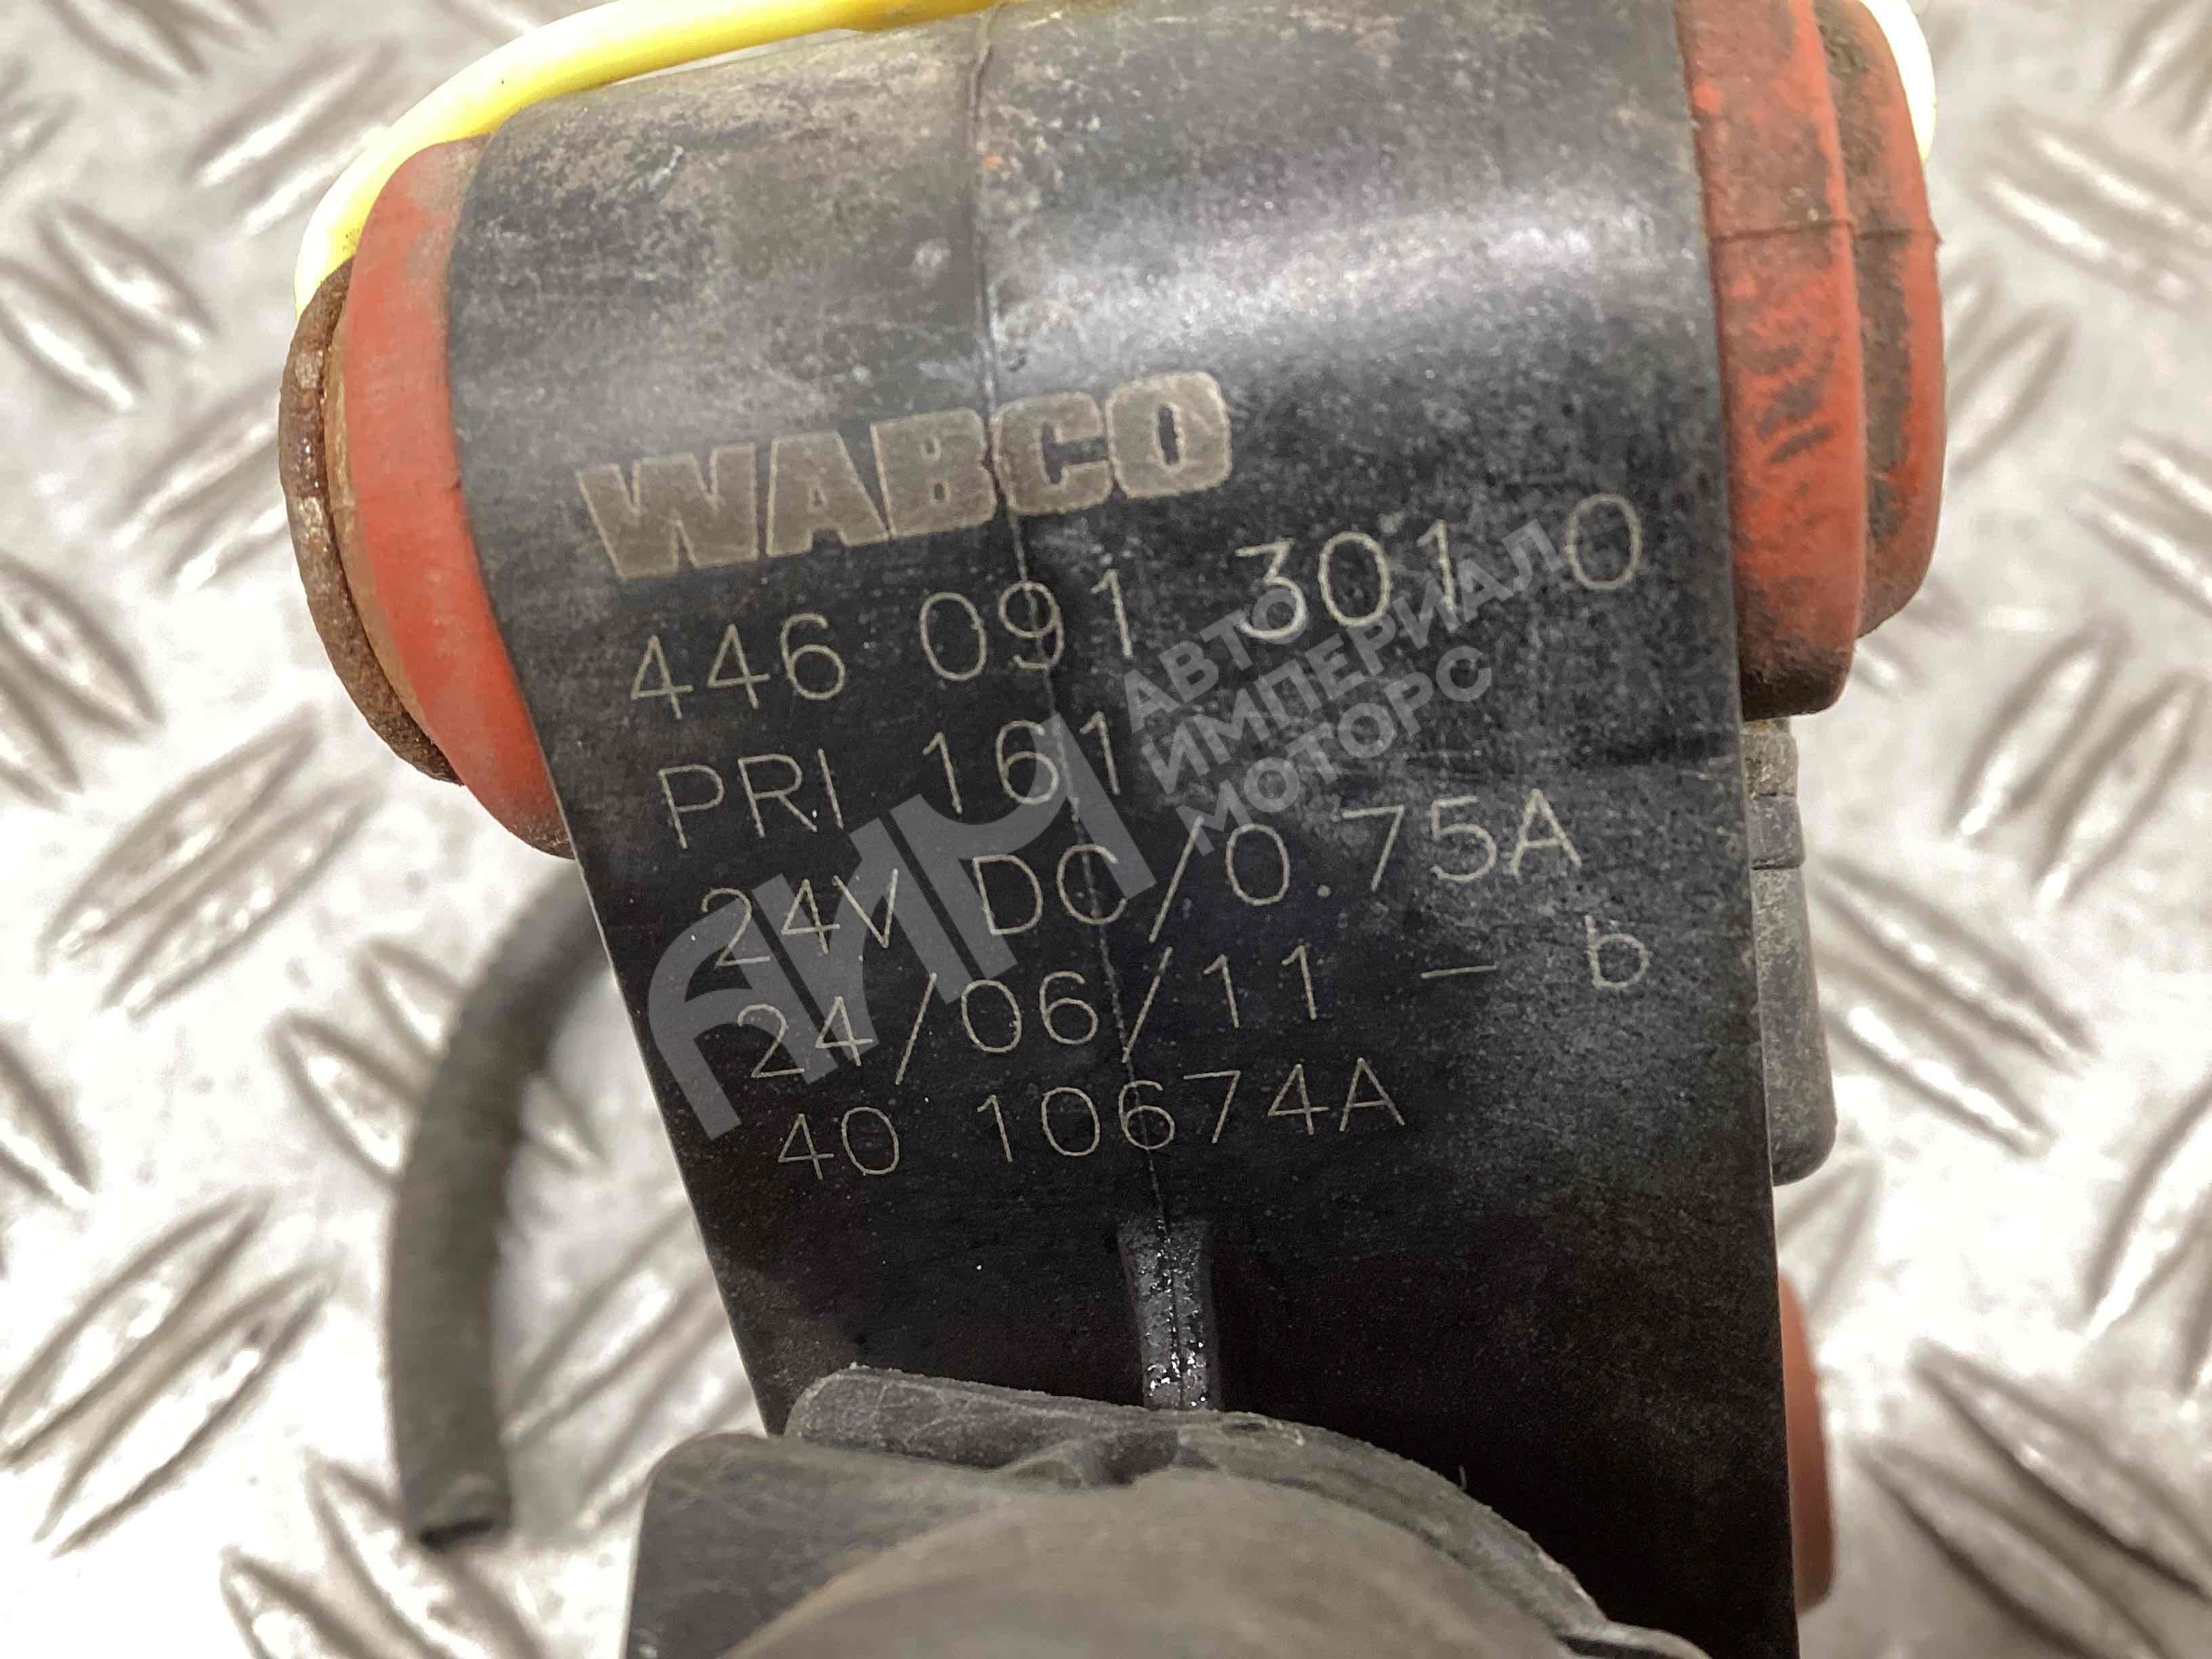 WABCO
446 091 301 0
PRI 161
24V DC/0.75A
24/06/11 - b
40 10674A
АИМ АВТО
ИМПЕРИАЛ
МОТОРС